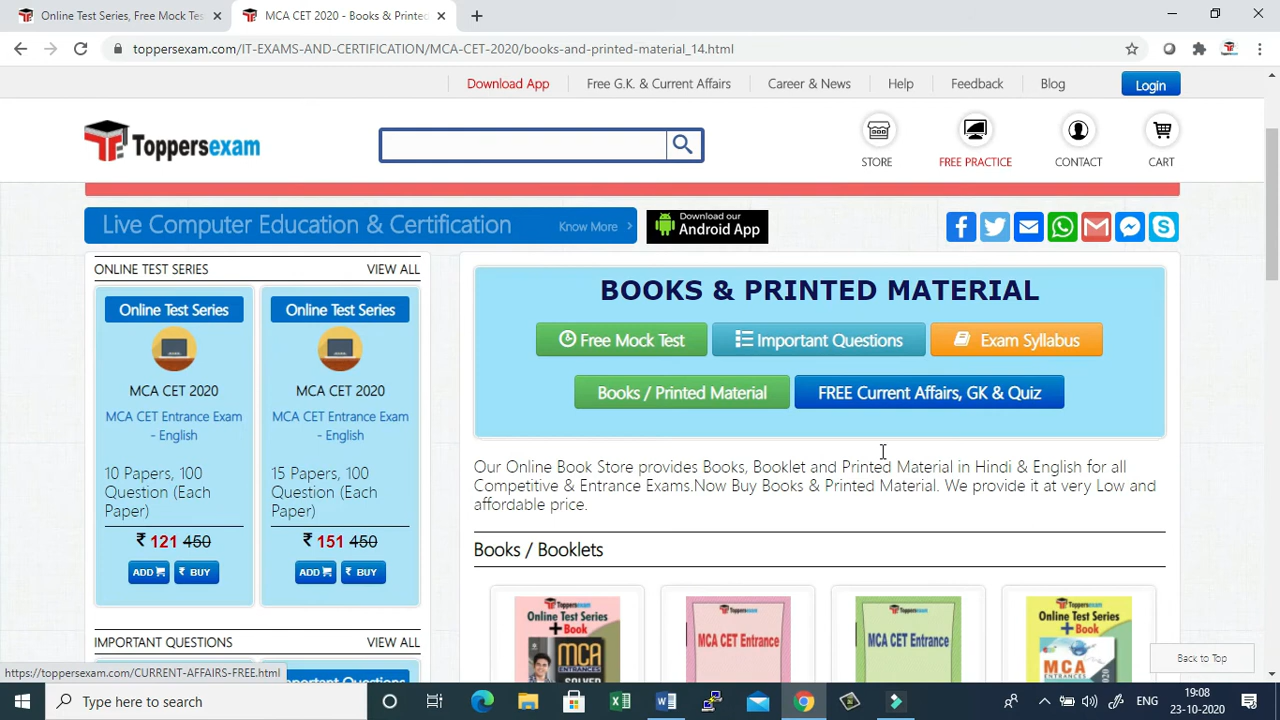 Online Test Series, Free Mock Tes
MCA CET 2020 - Books & Printed
toppersexam.com/IT-EXAMS-AND-CERTIFICATION/MCA-CET-2020/books-and-printed-material_14.html
Download App
Free G.K. & Current Affairs
Career & News
Help
Feedback
Blog
Login
Toppersexam
STORE
FREE PRACTICE
CONTACT
CART
Live Computer Education & Certification
Know More
Download our
Android App
ONLINE TEST SERIES
VIEW ALL
Online Test Series
MCA CET 2020
MCA CET Entrance Exam
- English
10 Papers, 100
Question (Each
Paper)
₹ 121 450
ADD
₹ BUY
Online Test Series
MCA CET 2020
MCA CET Entrance Exam
- English
15 Papers, 100
Question (Each
Paper)
₹ 151 450
ADD
₹ BUY
IMPORTANT QUESTIONS
VIEW ALL
Important Questions
BOOKS & PRINTED MATERIAL
Free Mock Test
Important Questions
Exam Syllabus
Books / Printed Material
FREE Current Affairs, GK & Quiz
Our Online Book Store provides Books, Booklet and Printed Material in Hindi & English for all
Competitive & Entrance Exams.Now Buy Books & Printed Material. We provide it at very Low and
affordable price.
Books / Booklets
Toppersexam
Online Test Series
+Book
MCA
ENTRANCES
SOLVED
Toppersexam
MCA CET Entrance
Toppersexam
MCA CET Entrance
Toppersexam
Online Test Series
+Book
MCA
Back to Top
https://toppersexam.com/CURRENT-AFFAIRS-FREE.html
Type here to search
ENG
19:08
23-10-2020